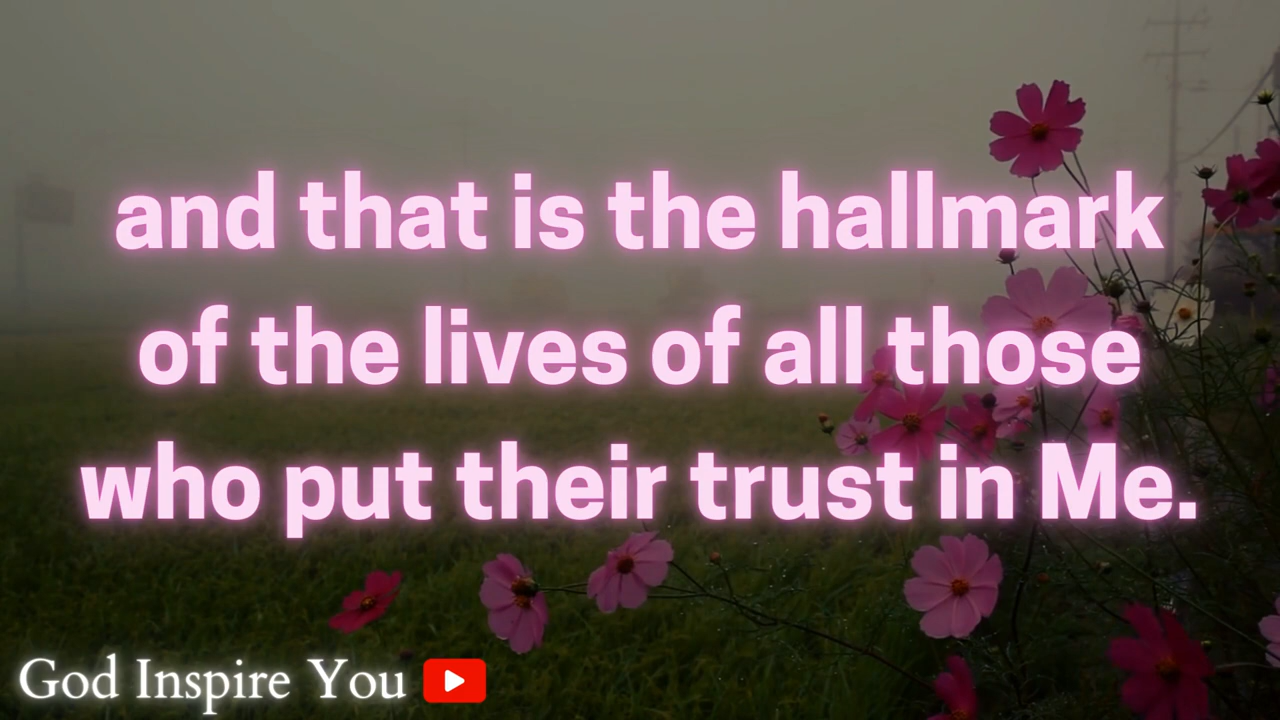 and that is the hallmark
of the lives of all those
who put their trust in Me.
God Inspire You